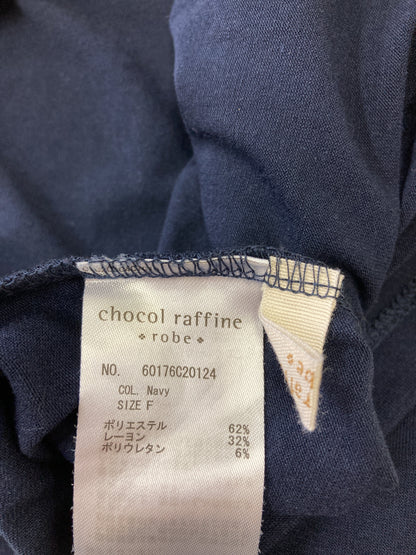 chocol raffine
robe
NO. 60176C20124
COL. Navy
SIZE F
ポリエステル 62%
レーヨン 32%
ポリウレタン 6%